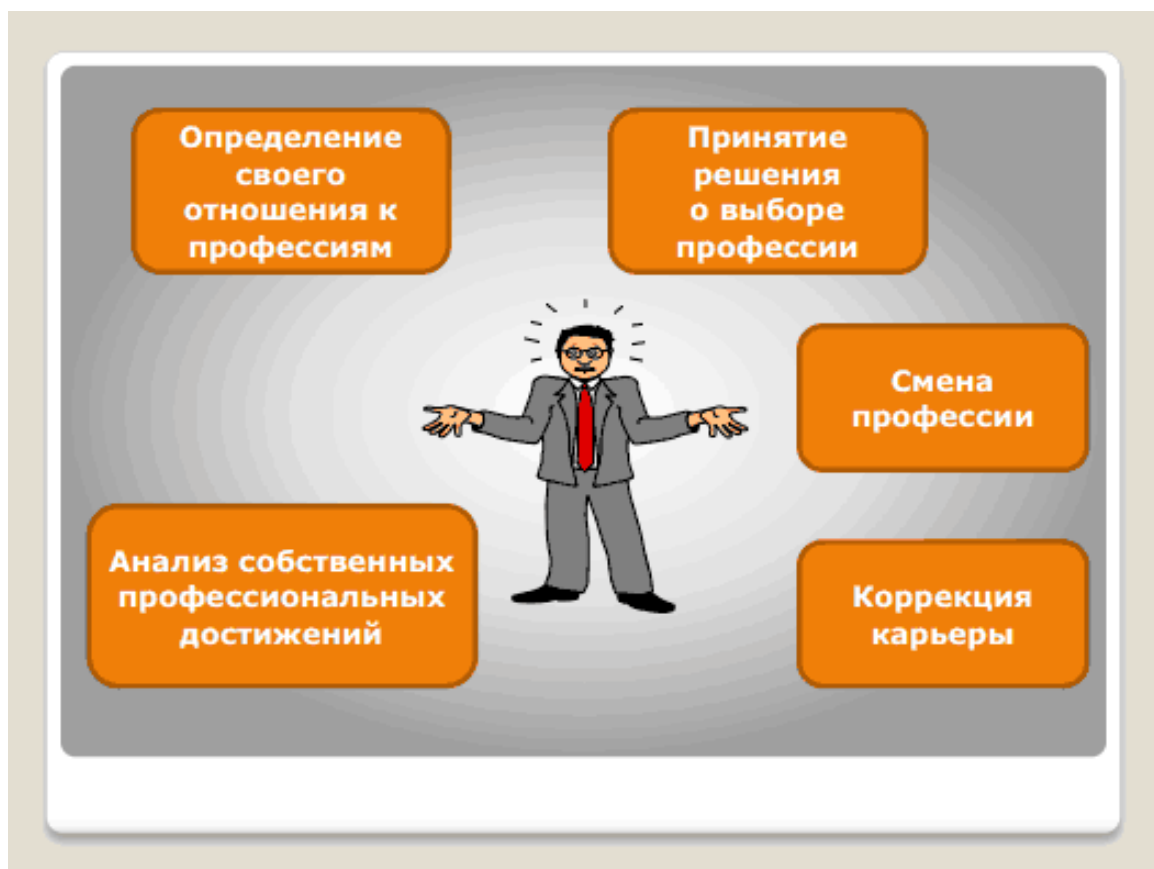 Определение
своего
отношения к
профессиям
Принятие
решения
о выборе
профессии
Смена
профессии
Анализ собственных
профессиональных
достижений
Коррекция
карьеры